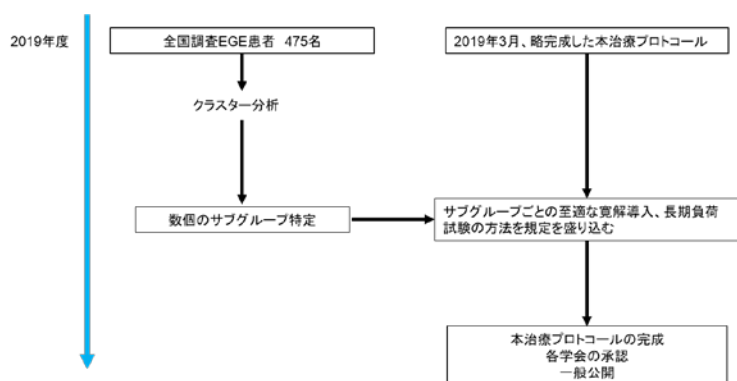 2019年度
全国調査EGE患者 475名
2019年3月、略完成した本治療プロトコール
クラスター分析
数個のサブグループ特定
サブグループごとの至適な寛解導入、長期負荷
試験の方法を規定を盛り込む
本治療プロトコールの完成
各学会の承認
一般公開